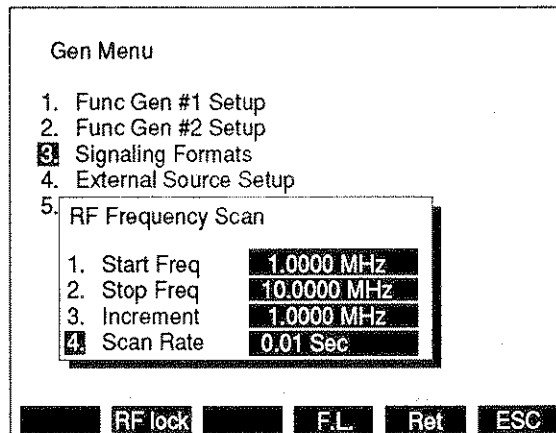 Gen Menu
1. Func Gen #1 Setup
2. Func Gen #2 Setup
3. Signaling Formats
4. External Source Setup
5.
RF Frequency Scan
1. Start Freq 1.0000 MHz
2. Stop Freq 10.0000 MHz
3. Increment 1.0000 MHz
4. Scan Rate 0.01 Sec
RF lock F.L. Ret ESC